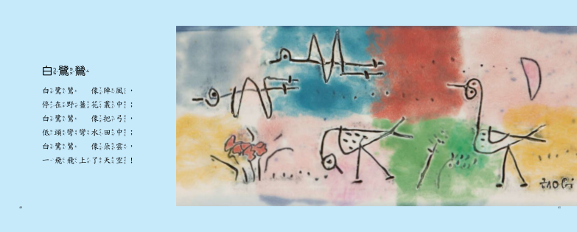 白鷺鷥
白鷺鷥,像陣風,
停在野薑花叢中;
白鷺鷥,像把弓,
低頭彎彎水田中;
白鷺鷥,像朵雲,
一飛飛上了天空!